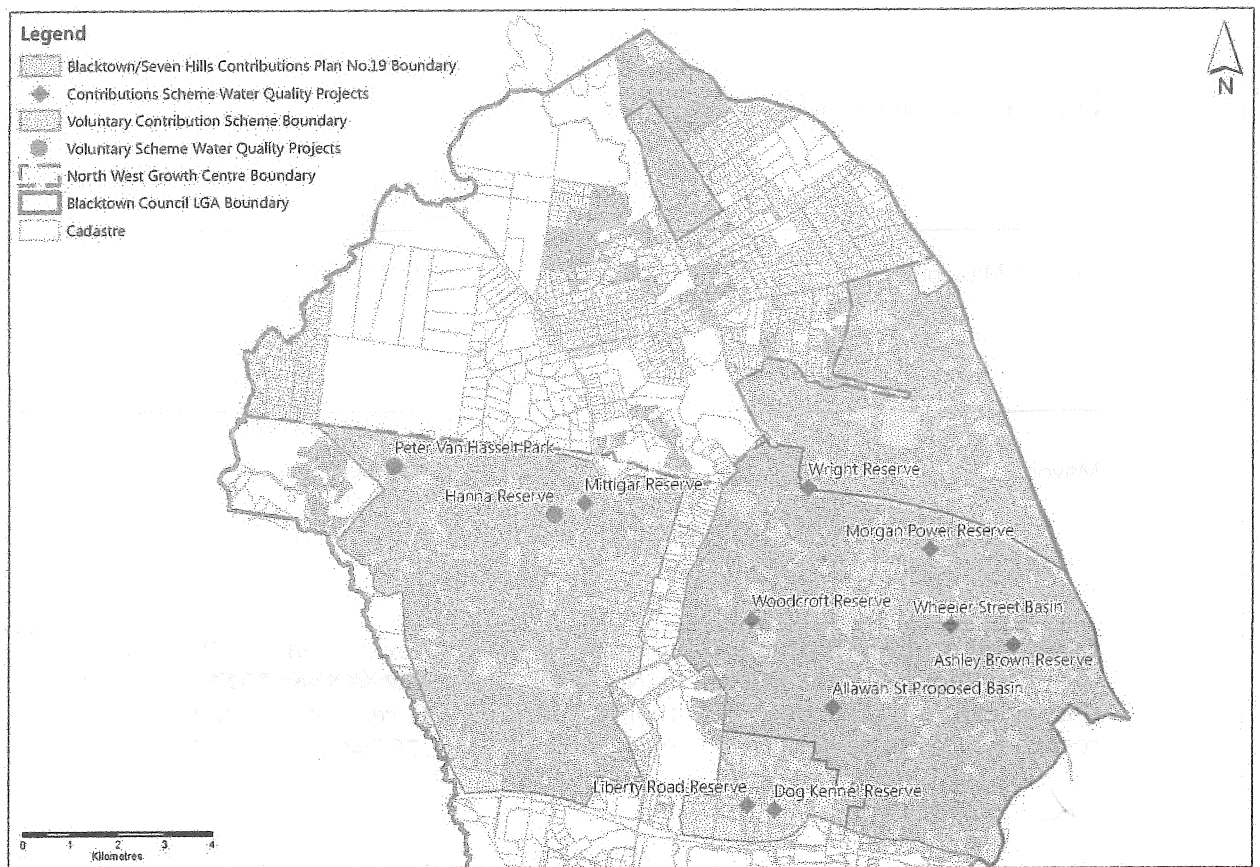 Legend
Blacktown/Seven Hills Contributions Plan No.19 Boundary
Contributions Scheme Water Quality Projects
Voluntary Contribution Scheme Boundary
Voluntary Scheme Water Quality Projects
North West Growth Centre Boundary
Blacktown Council LGA Boundary
Cadastre
N
Peter Van Hasselt Park
Wright Reserve
Mittigar Reserve
Hanna Reserve
Morgan Power Reserve
Woodcroft Reserve
Wheeler Street Basin
Ashley Brown Reserve
Allawah St Proposed Basin
Liberty Road Reserve
Dog Kennel Reserve
0 1 2 3 4
Kilometres